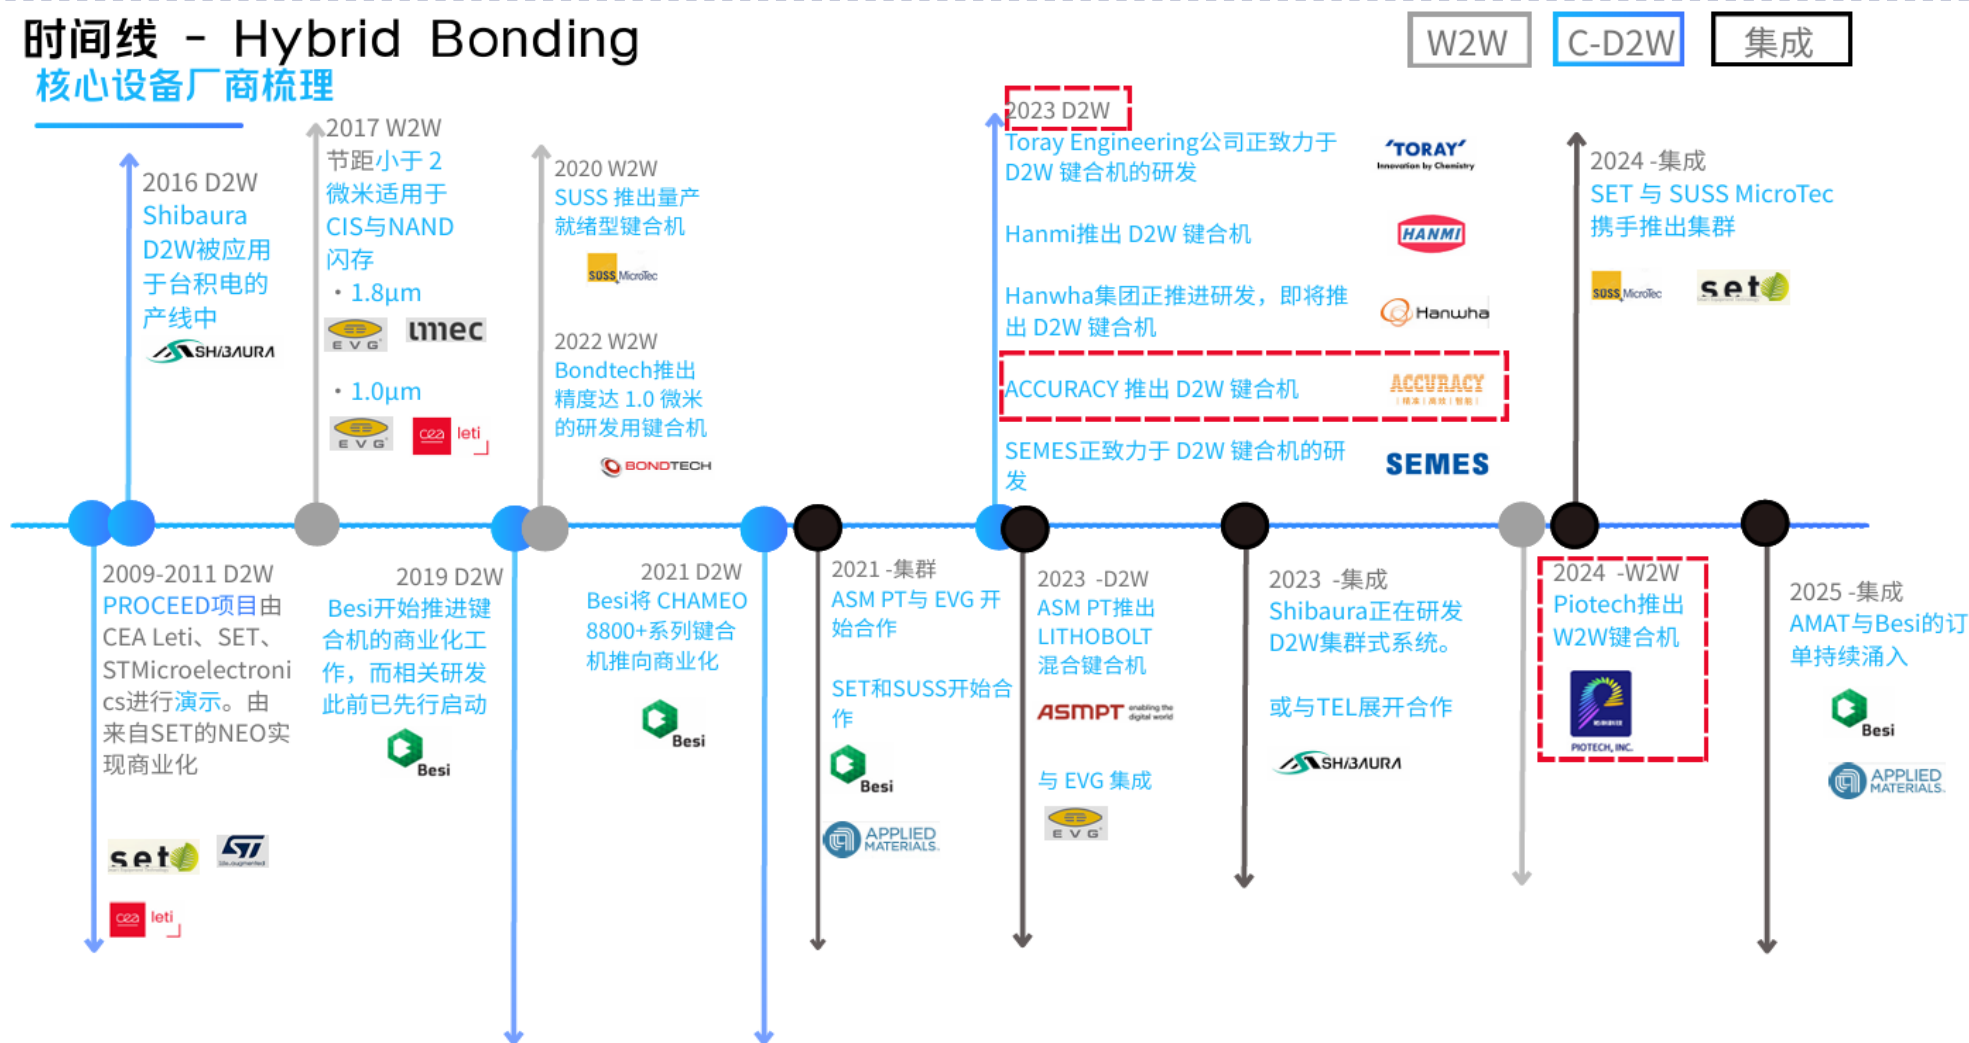 时间线 - Hybrid Bonding
核心设备厂商梳理
W2W
C-D2W
集成
2016 D2W
Shibaura
D2W被应用
于台积电的
产线中
SHIBAURA
2017 W2W
节距小于 2
微米适用于
CIS与NAND
闪存
· 1.8μm
EVG
imec
· 1.0μm
EVG
cea leti
2020 W2W
SUSS 推出量产
就绪型键合机
SUSS MicroTec
2022 W2W
Bondtech推出
精度达 1.0 微米
的研发用键合机
BONDTECH
2023 D2W
Toray Engineering公司正致力于
D2W 键合机的研发
'TORAY'
Innovation by Chemistry
Hanmi推出 D2W 键合机
HANMI
Hanwha集团正推进研发，即将推
出 D2W 键合机
Hanwha
ACCURACY 推出 D2W 键合机
ACCURACY
|精准|高效|智能|
SEMES正致力于 D2W 键合机的研
发
SEMES
2024 -集成
SET 与 SUSS MicroTec
携手推出集群
SUSS MicroTec
set
2009-2011 D2W
PROCEED项目由
CEA Leti、SET、
STMicroelectroni
cs进行演示。由
来自SET的NEO实
现商业化
set
ST
life.augmented
cea leti
2019 D2W
Besi开始推进键
合机的商业化工
作，而相关研发
此前已先行启动
Besi
2021 D2W
Besi将 CHAMEO
8800+系列键合
机推向商业化
Besi
2021 -集群
ASM PT与 EVG 开
始合作
SET和SUSS开始合
作
Besi
APPLIED
MATERIALS.
2023 -D2W
ASM PT推出
LITHOBOLT
混合键合机
ASMPT enabling the
digital world
与 EVG 集成
EVG
2023 -集成
Shibaura正在研发
D2W集群式系统。
或与TEL展开合作
SHIBAURA
2024 -W2W
Piotech推出
W2W键合机
PIOTECH, INC.
2025 -集成
AMAT与Besi的订
单持续涌入
Besi
APPLIED
MATERIALS.